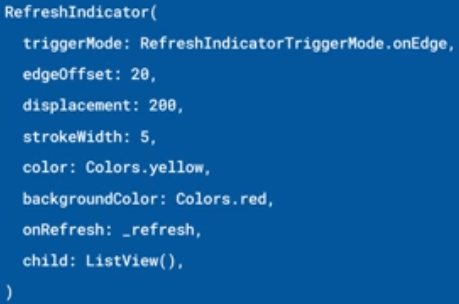 RefreshIndicator(
  triggerMode: RefreshIndicatorTriggerMode.onEdge,
  edgeOffset: 20,
  displacement: 200,
  strokeWidth: 5,
  color: Colors.yellow,
  backgroundColor: Colors.red,
  onRefresh: _refresh,
  child: ListView(),
)